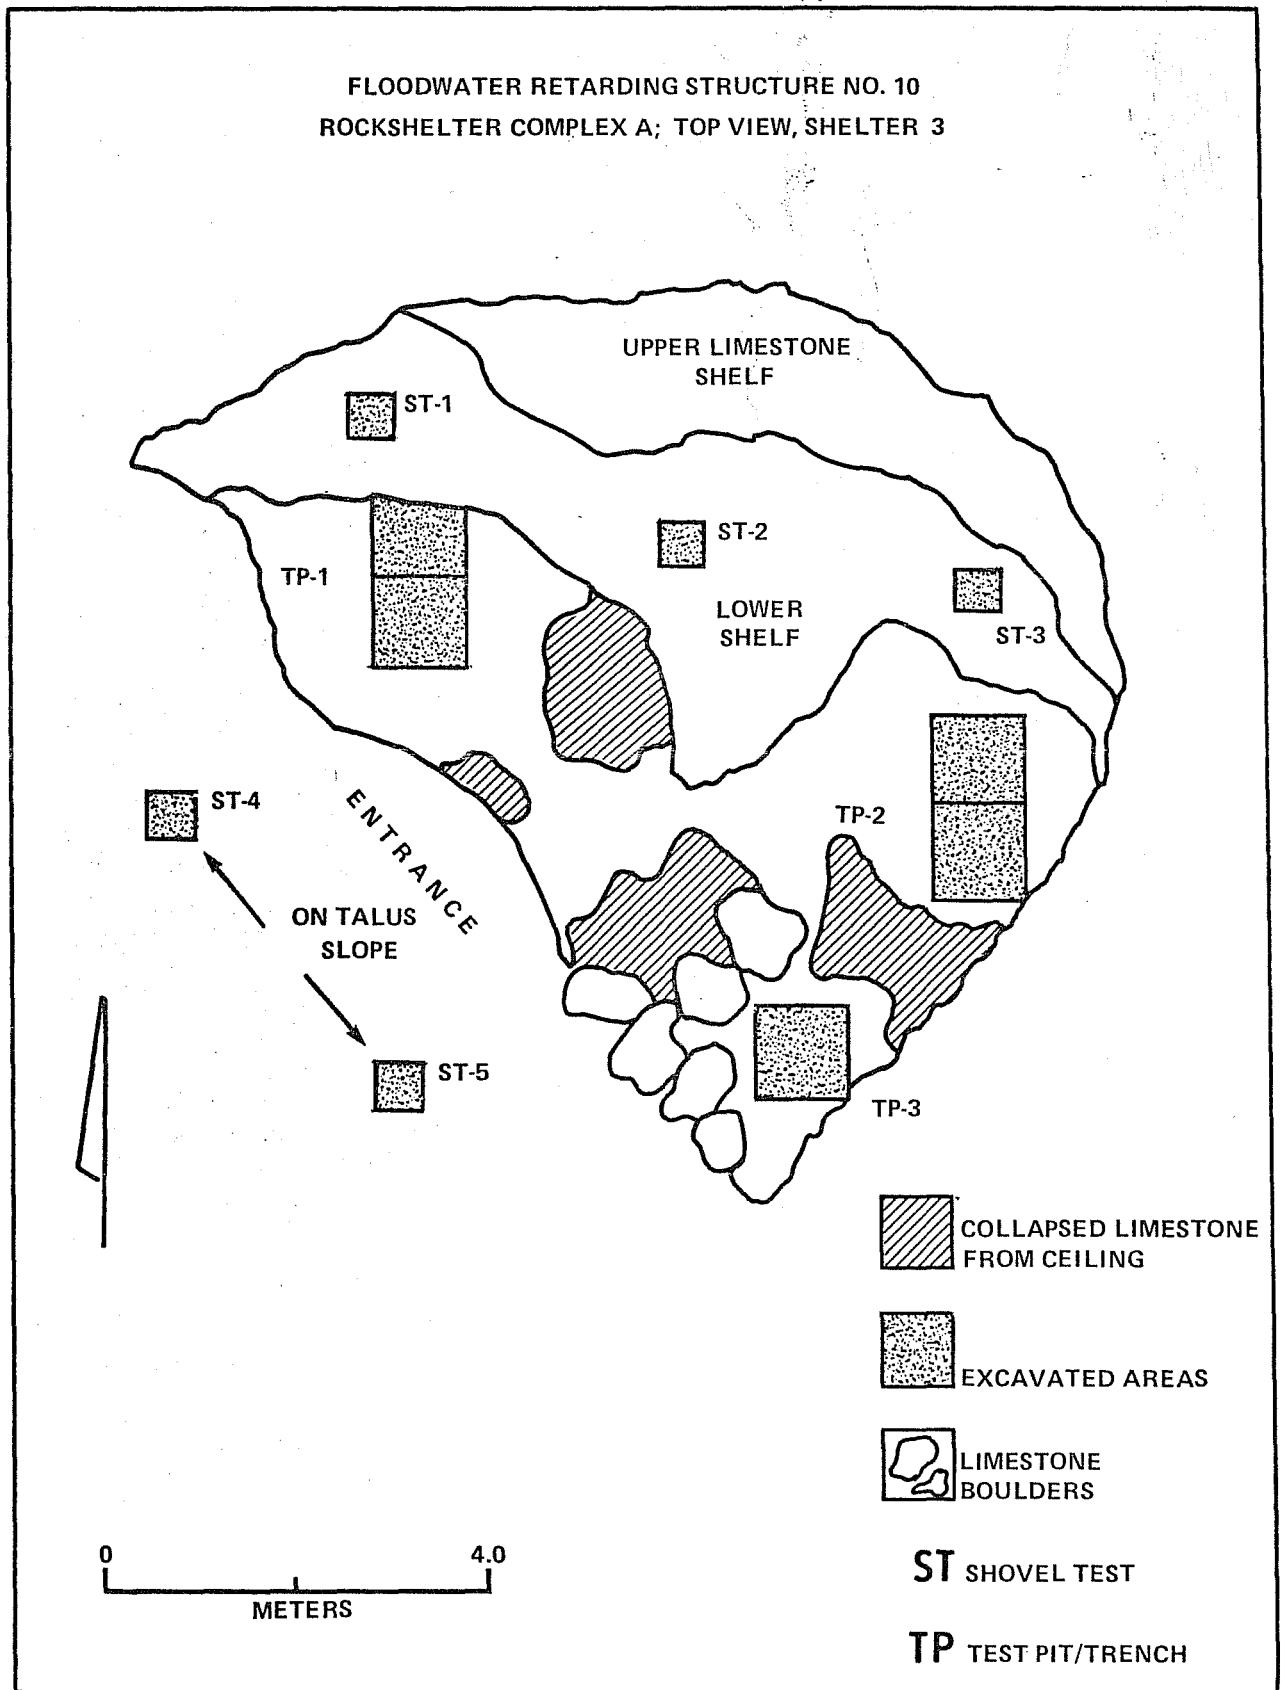 FLOODWATER RETARDING STRUCTURE NO. 10
ROCKSHELTER COMPLEX A; TOP VIEW, SHELTER 3
UPPER LIMESTONE
SHELF
ST-1
ST-2
TP-1
LOWER
SHELF
ST-3
ST-4
ENTRANCE
TP-2
ON TALUS
SLOPE
ST-5
TP-3
COLLAPSED LIMESTONE
FROM CEILING
EXCAVATED AREAS
LIMESTONE
BOULDERS
0 4.0
METERS
ST SHOVEL TEST
TP TEST PIT/TRENCH